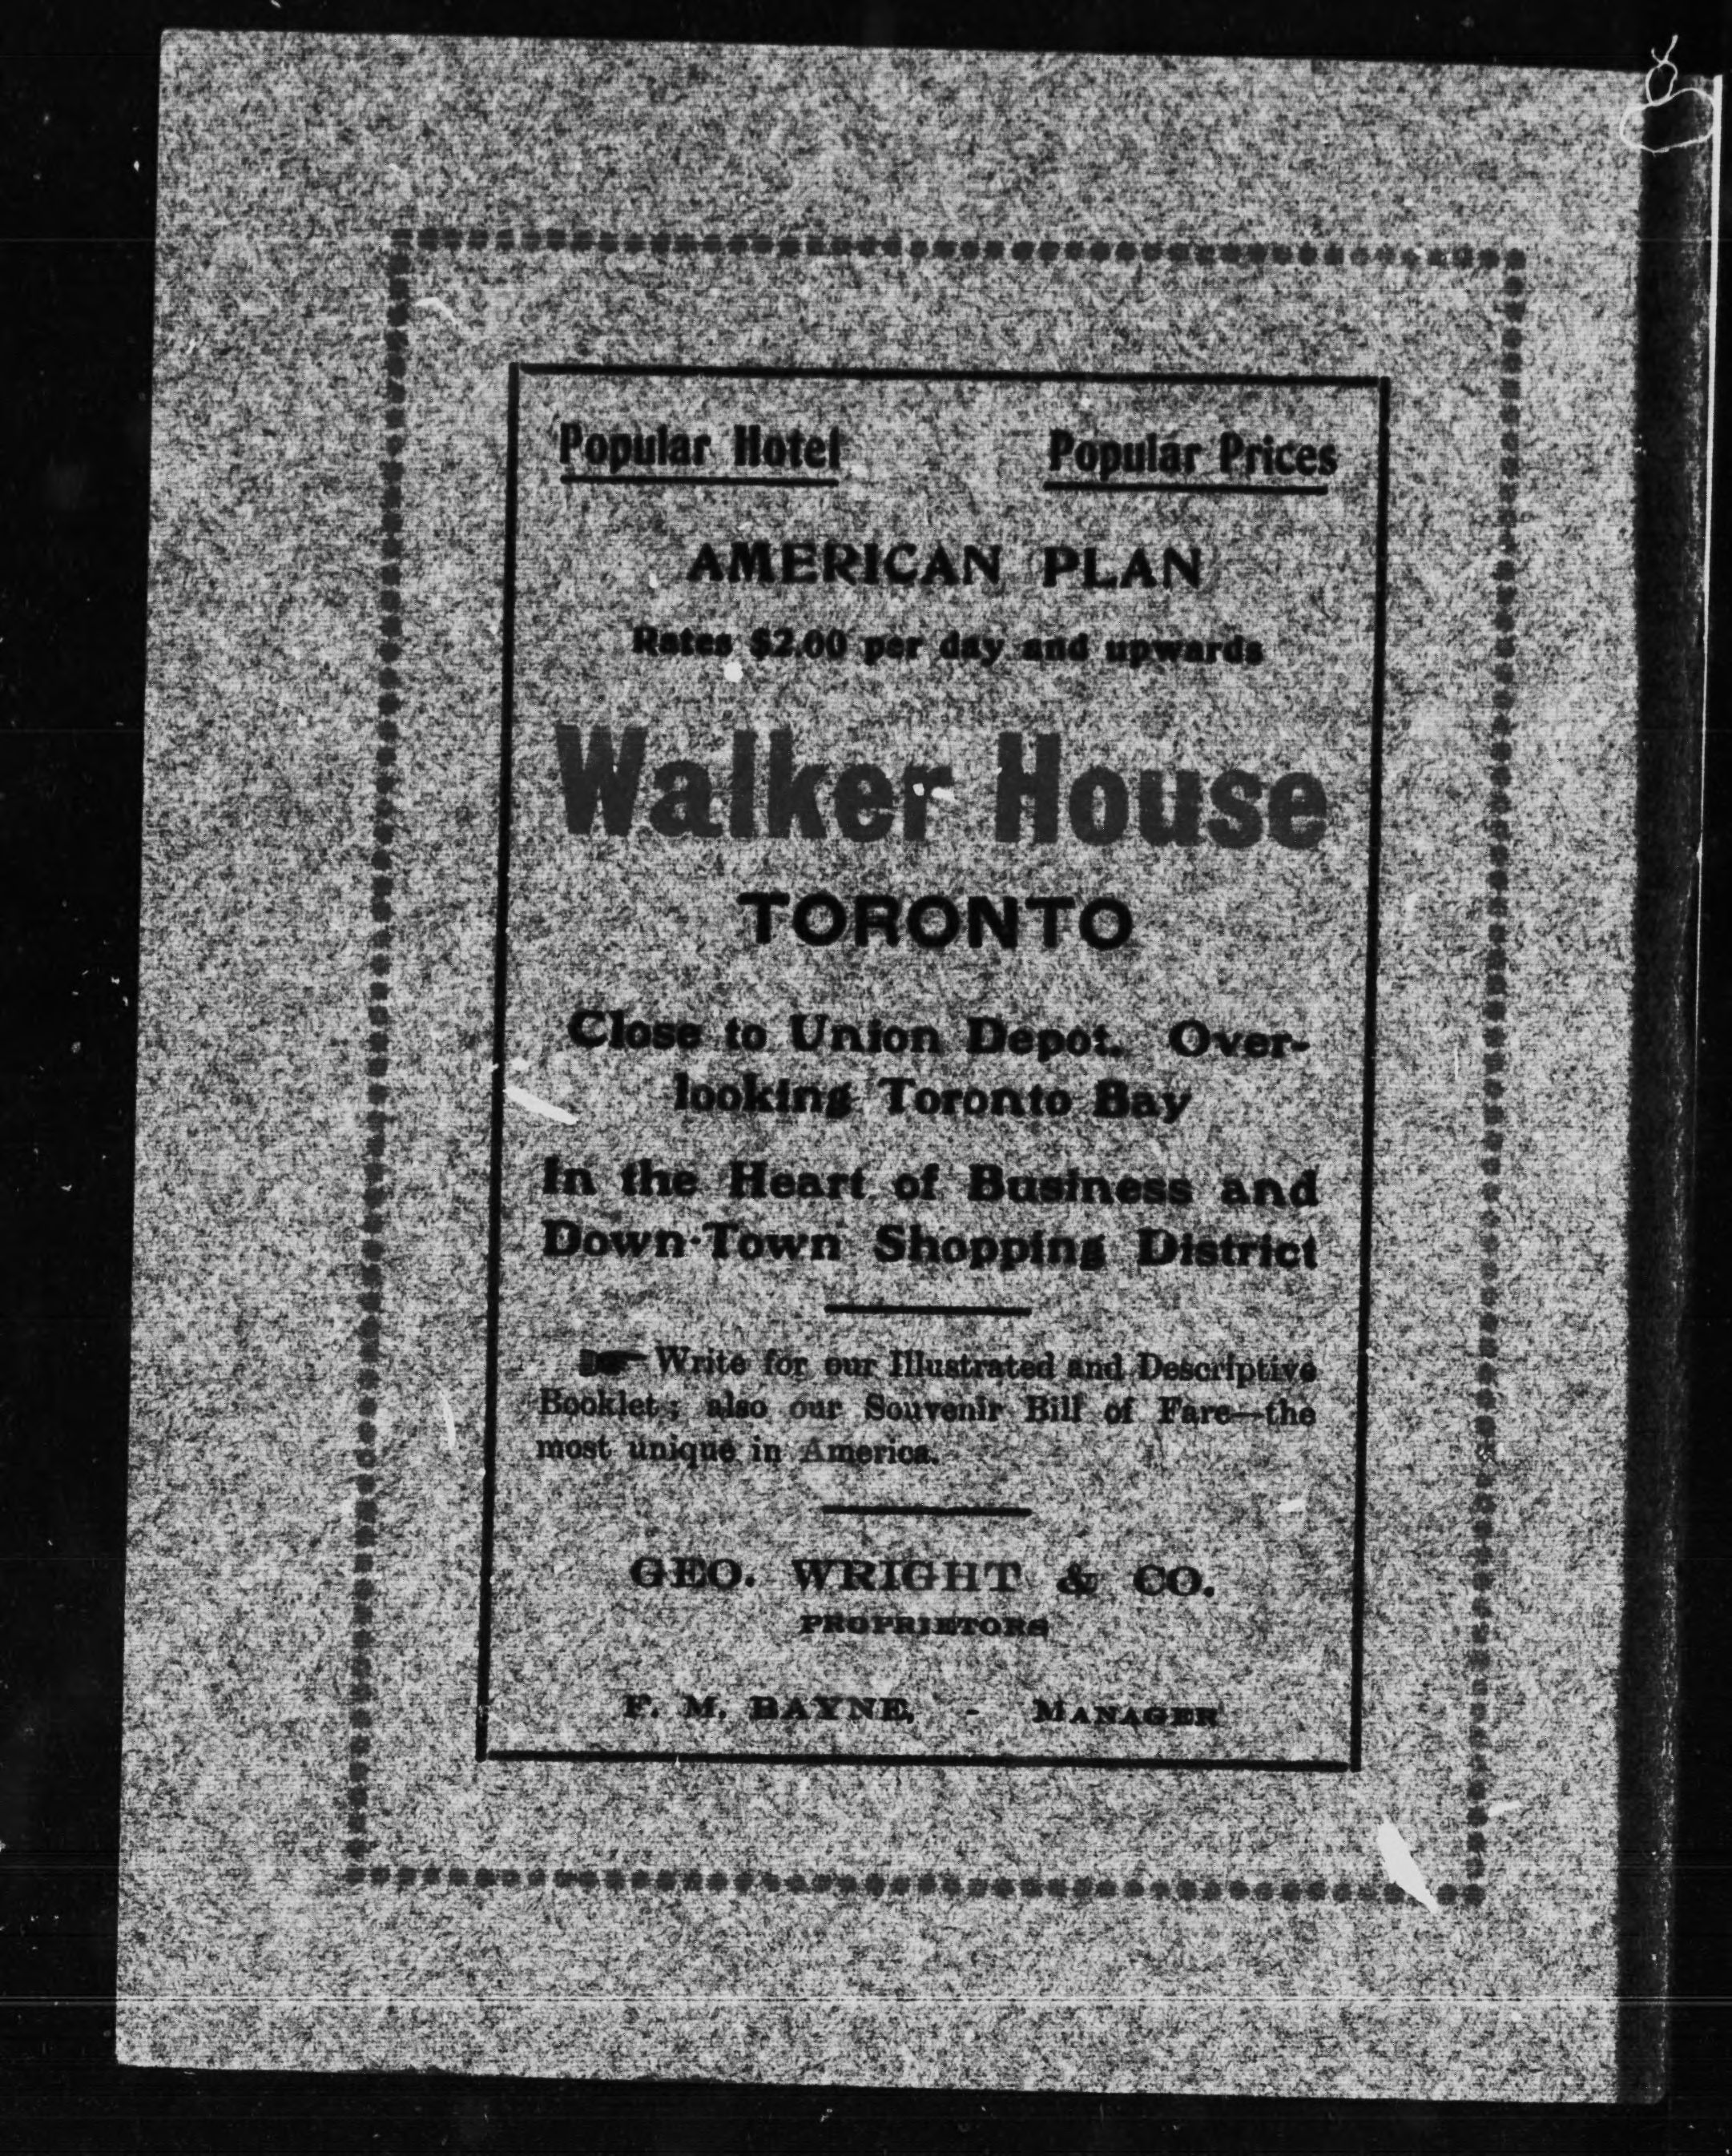 Popular Hotel Popular Prices
AMERICAN PLAN
Rates $2.00 per day and upwards
Walker House
TORONTO
Close to Union Depot. Over-
looking Toronto Bay
In the Heart of Business and
Down-Town Shopping District
☛ Write for our Illustrated and Descriptive
Booklet; also our Souvenir Bill of Fare—the
most unique in America.
GEO. WRIGHT & CO.
PROPRIETORS
F. M. BAYNE, - MANAGER